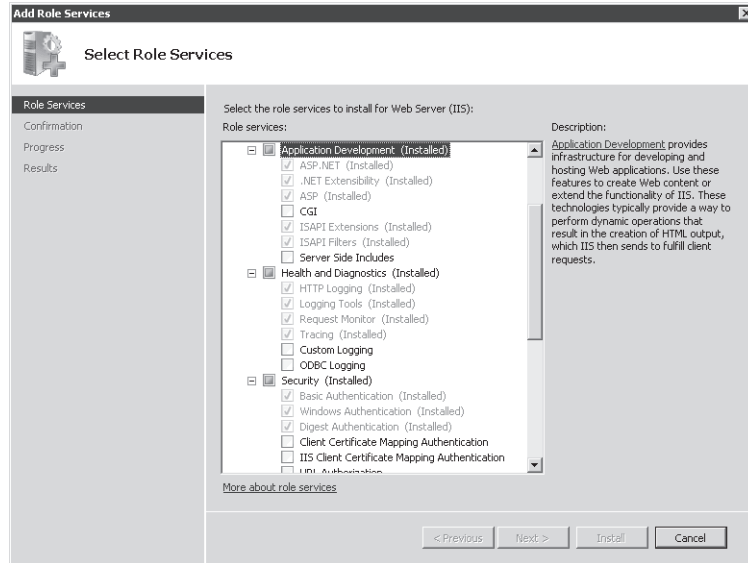 Add Role Services
Select Role Services
Role Services
Confirmation
Progress
Results
Select the role services to install for Web Server (IIS):
Role services:
Application Development (Installed)
ASP.NET (Installed)
.NET Extensibility (Installed)
ASP (Installed)
CGI
ISAPI Extensions (Installed)
ISAPI Filters (Installed)
Server Side Includes
Health and Diagnostics (Installed)
HTTP Logging (Installed)
Logging Tools (Installed)
Request Monitor (Installed)
Tracing (Installed)
Custom Logging
ODBC Logging
Security (Installed)
Basic Authentication (Installed)
Windows Authentication (Installed)
Digest Authentication (Installed)
Client Certificate Mapping Authentication
IIS Client Certificate Mapping Authentication
URL Authorization
More about role services
Description:
Application Development provides
infrastructure for developing and
hosting Web applications. Use these
features to create Web content or
extend the functionality of IIS. These
technologies typically provide a way to
perform dynamic operations that
result in the creation of HTML output,
which IIS then sends to fulfill client
requests.
< Previous
Next >
Install
Cancel